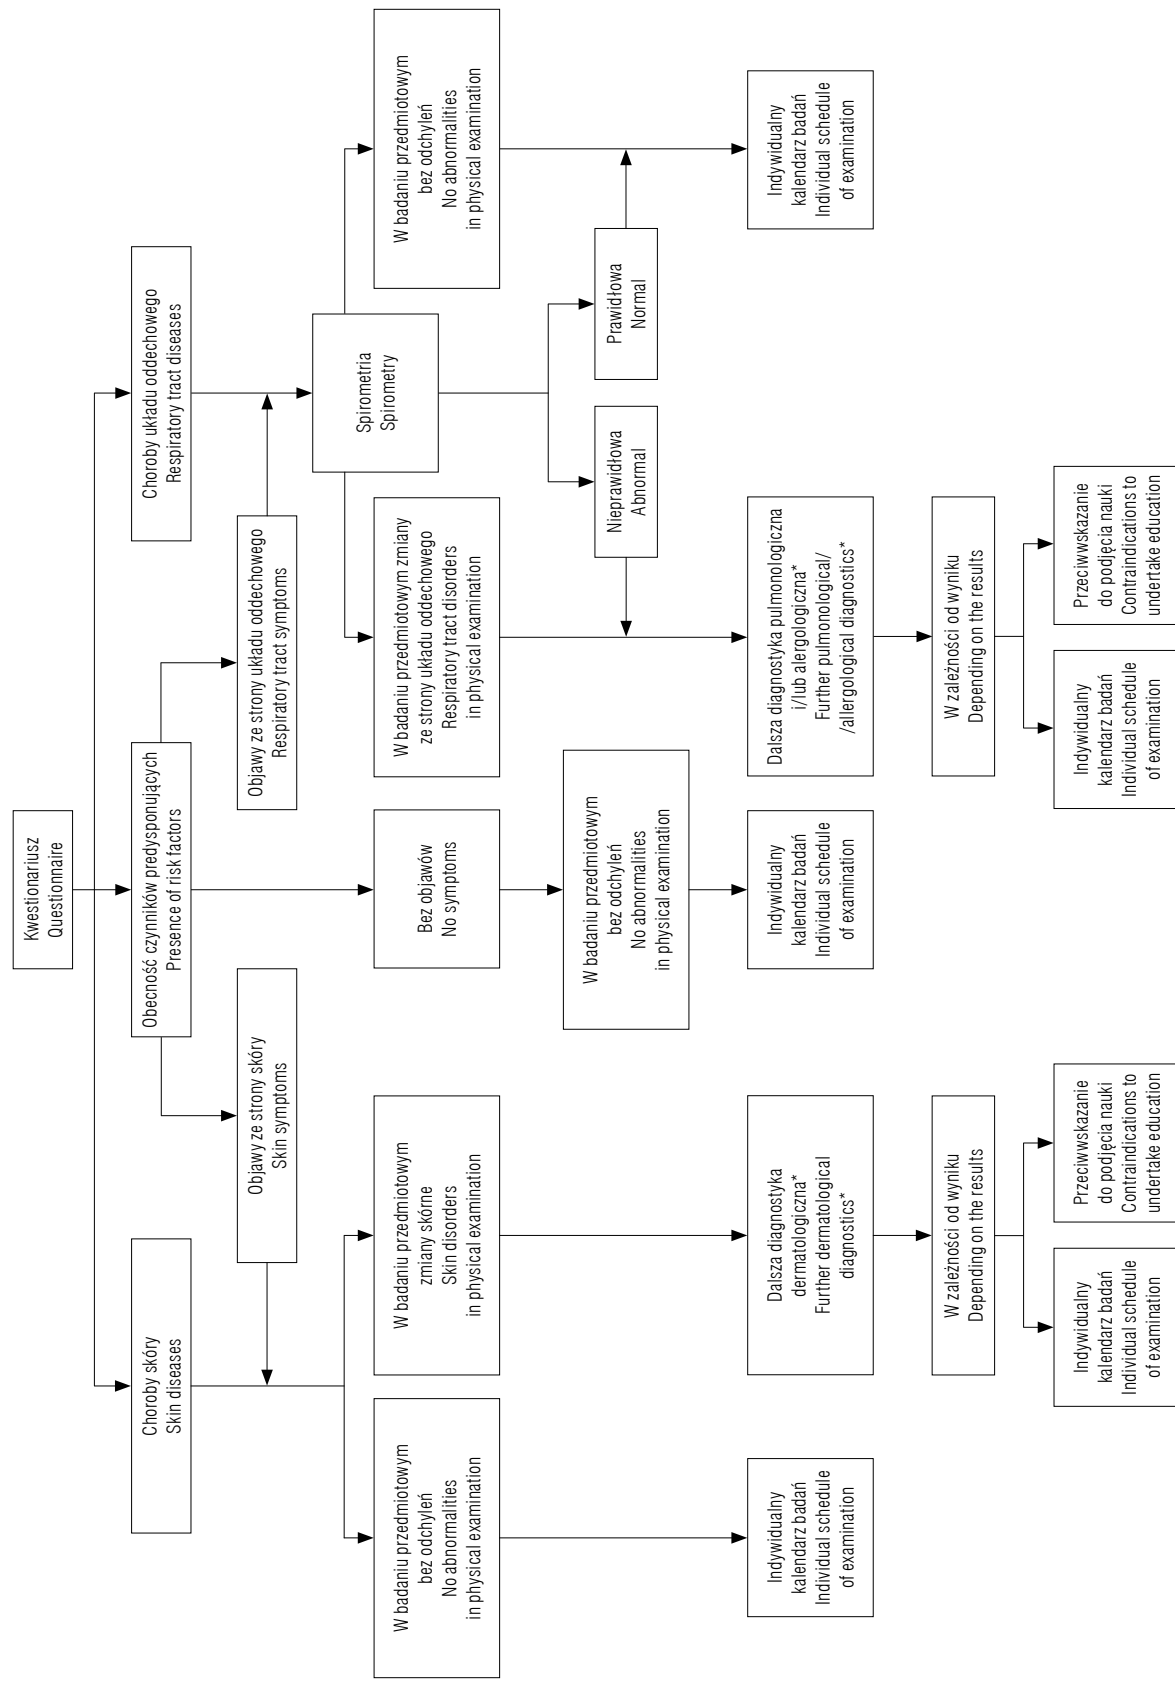 Kwestionariusz
Questionnaire
Choroby skóry
Skin diseases
Obecność czynników predysponujących
Presence of risk factors
Choroby układu oddechowego
Respiratory tract diseases
Objawy ze strony skóry
Skin symptoms
Objawy ze strony układu oddechowego
Respiratory tract symptoms
Spirometria
Spirometry
W badaniu przedmiotowym
bez odchyleń
No abnormalities
in physical examination
W badaniu przedmiotowym
zmiany skórne
Skin disorders
in physical examination
Bez objawów
No symptoms
W badaniu przedmiotowym zmiany
ze strony układu oddechowego
Respiratory tract disorders
in physical examination
W badaniu przedmiotowym
bez odchyleń
No abnormalities
in physical examination
W badaniu przedmiotowym
bez odchyleń
No abnormalities
in physical examination
Nieprawidłowa
Abnormal
Prawidłowa
Normal
Indywidualny
kalendarz badań
Individual schedule
of examination
Dalsza diagnostyka
dermatologiczna*
Further dermatological
diagnostics*
Indywidualny
kalendarz badań
Individual schedule
of examination
Dalsza diagnostyka pulmonologiczna
i/lub alergologiczna*
Further pulmonological/
/allergological diagnostics*
Indywidualny
kalendarz badań
Individual schedule
of examination
W zależności od wyniku
Depending on the results
W zależności od wyniku
Depending on the results
Indywidualny
kalendarz badań
Individual schedule
of examination
Przeciwwskazanie
do podjęcia nauki
Contraindications to
undertake education
Indywidualny
kalendarz badań
Individual schedule
of examination
Przeciwwskazanie
do podjęcia nauki
Contraindications to
undertake education